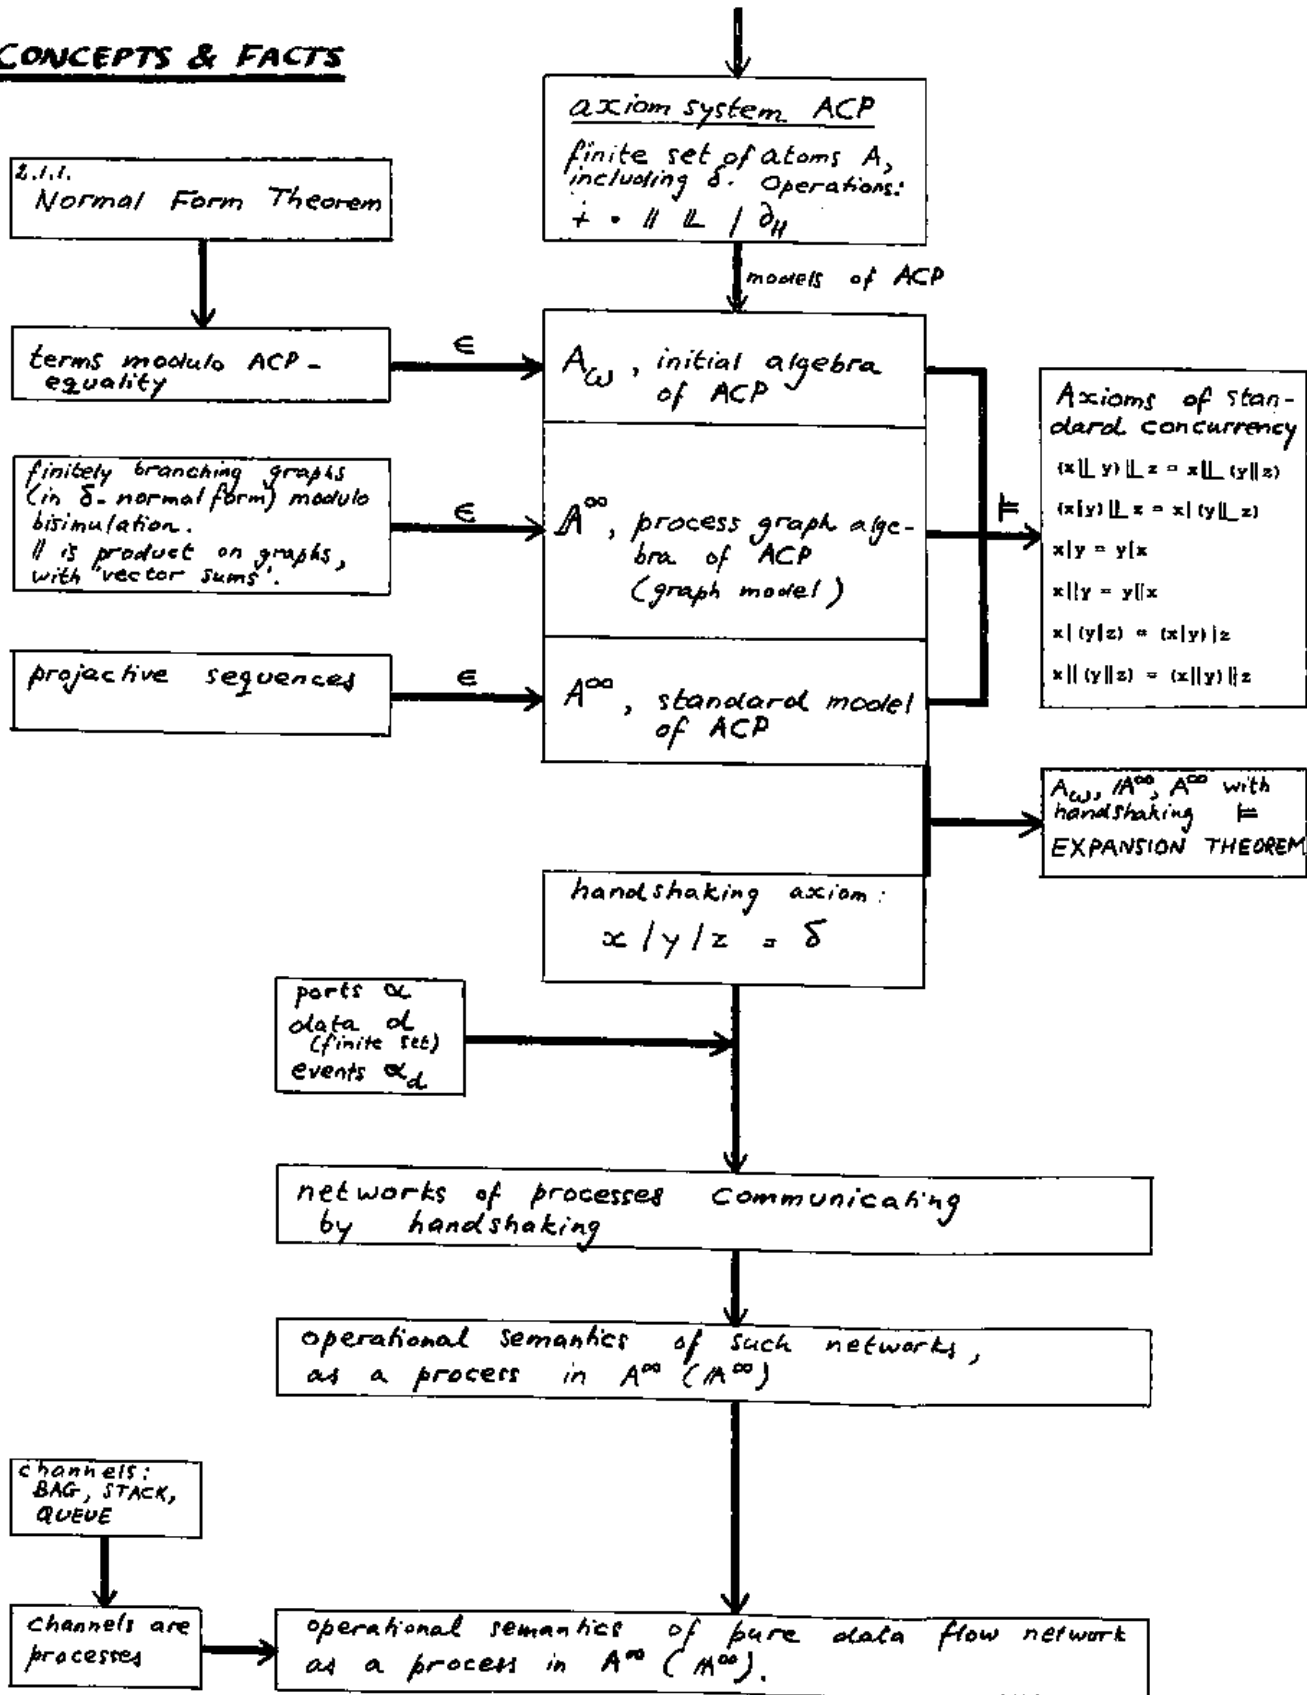 CONCEPTS & FACTS
axiom system ACP
finite set of atoms A,
including δ. Operations:
+ · ∥ ⌊⌊ | ∂_H
2.1.1.
Normal Form Theorem
models of ACP
terms modulo ACP-
equality
∈
A_ω, initial algebra
of ACP
finitely branching graphs
(in δ-normal form) modulo
bisimulation.
∥ is product on graphs,
with 'vector sums'.
∈
𝔸^∞, process graph alge-
bra of ACP
(graph model)
projective sequences
∈
A^∞, standard model
of ACP
⊨
Axioms of stan-
dard concurrency
(x⌊⌊y)⌊⌊z = x⌊⌊(y||z)
(x|y)⌊⌊z = x|(y⌊⌊z)
x|y = y|x
x||y = y||x
x|(y|z) = (x|y)|z
x||(y||z) = (x||y)||z
A_ω, 𝔸^∞, A^∞ with
handshaking ⊨
EXPANSION THEOREM
handshaking axiom:
x | y | z = δ
ports α
data d
(finite set)
events α_d
networks of processes communicating
by handshaking
operational semantics of such networks,
as a process in A^∞ (𝔸^∞)
channels:
BAG, STACK,
QUEUE
channels are
processes
operational semantics of pure data flow network
as a process in A^∞ (𝔸^∞).